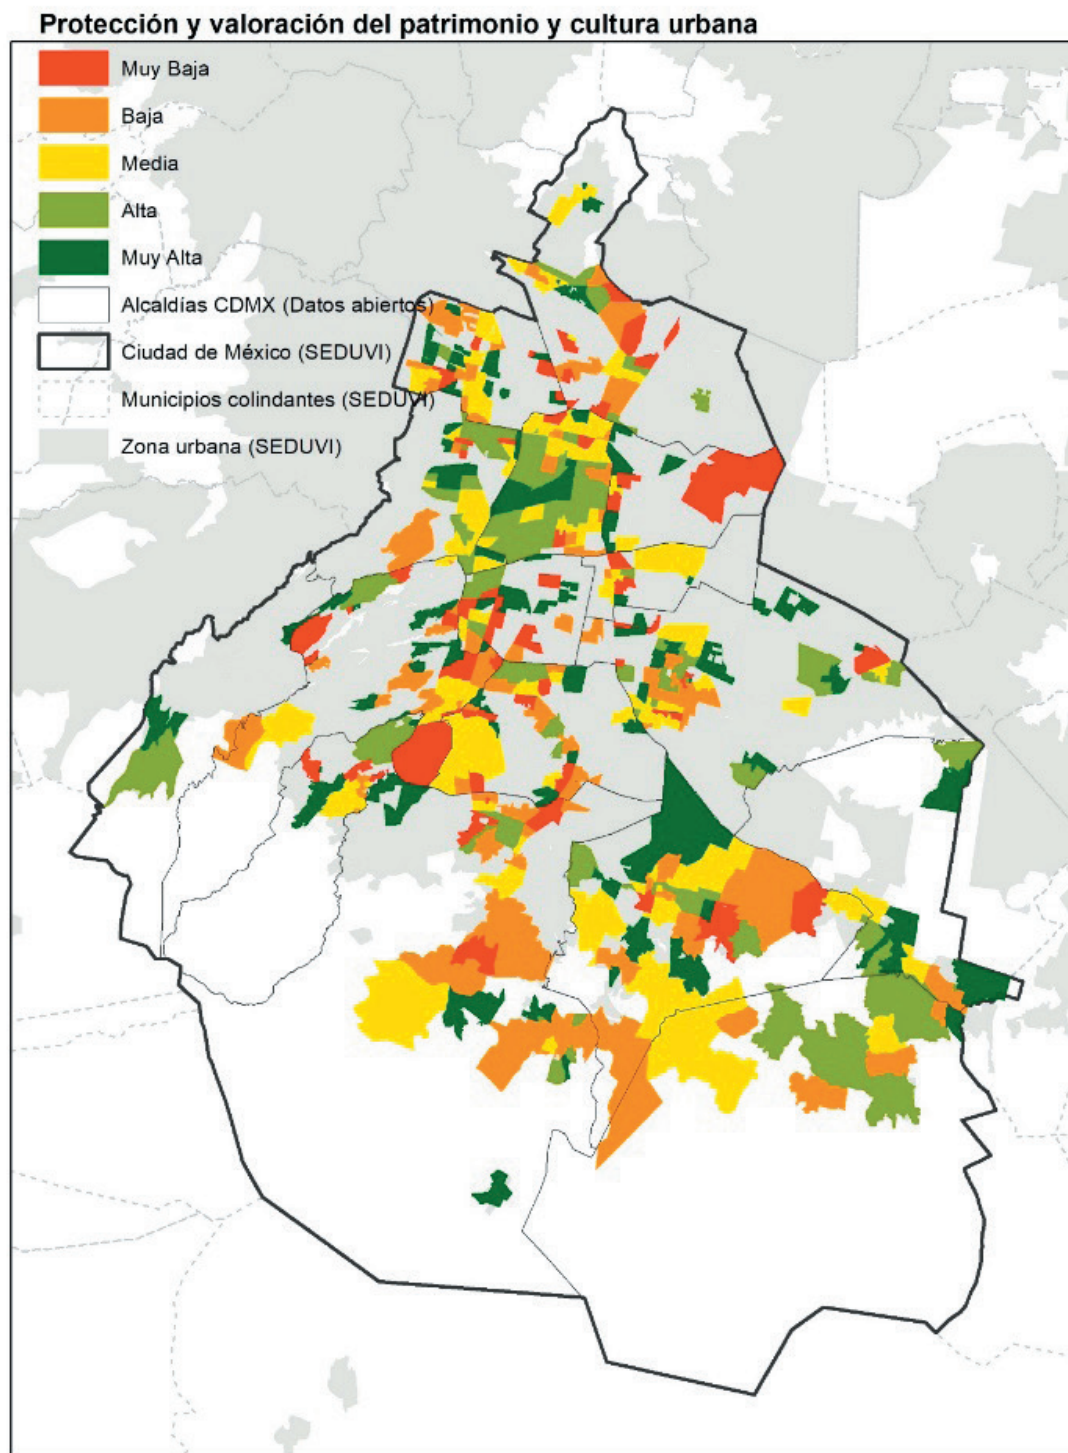 Protección y valoración del patrimonio y cultura urbana
Muy Baja
Baja
Media
Alta
Muy Alta
Alcaldías CDMX (Datos abiertos)
Ciudad de México (SEDUVI)
Municipios colindantes (SEDUVI)
Zona urbana (SEDUVI)